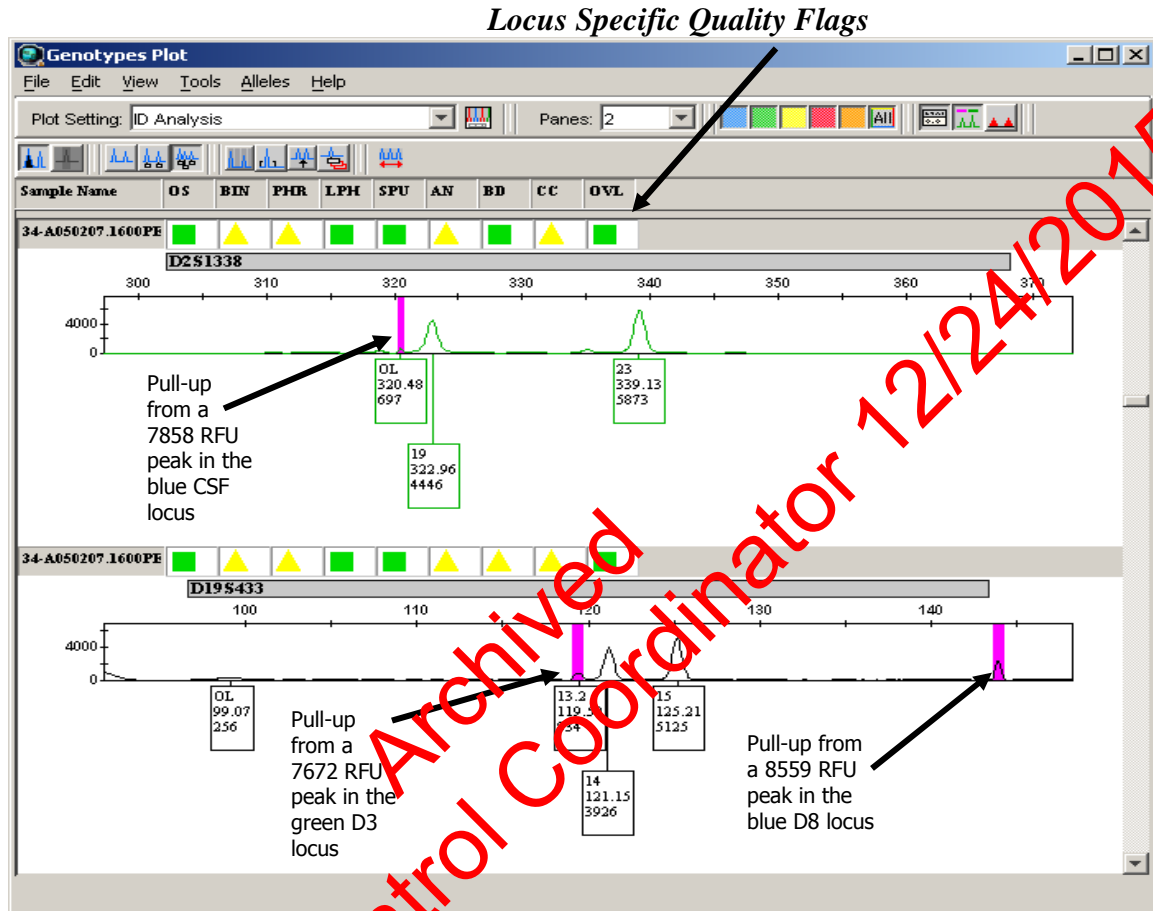 Locus Specific Quality Flags
Genotypes Plot
File Edit View Tools Alleles Help
Plot Setting: ID Analysis Panes: 2 All
Sample Name OS BIN PHR LPH SPU AN BD CC OVL
34-A050207.1600PE
D2S1338
300 310 320 330 340 350 360 370
4000
0
OL
320.48
697
23
339.13
5873
19
322.96
4446
Pull-up
from a
7858 RFU
peak in the
blue CSF
locus
34-A050207.1600PE
D19S433
100 110 120 130 140
4000
0
OL
99.07
256
13.2
15
125.21
5125
14
121.15
3926
Pull-up
from a
7672 RFU
peak in the
green D3
locus
Pull-up from
a 8559 RFU
peak in the
blue D8 locus
Archived
Coordinator 12/24/2015